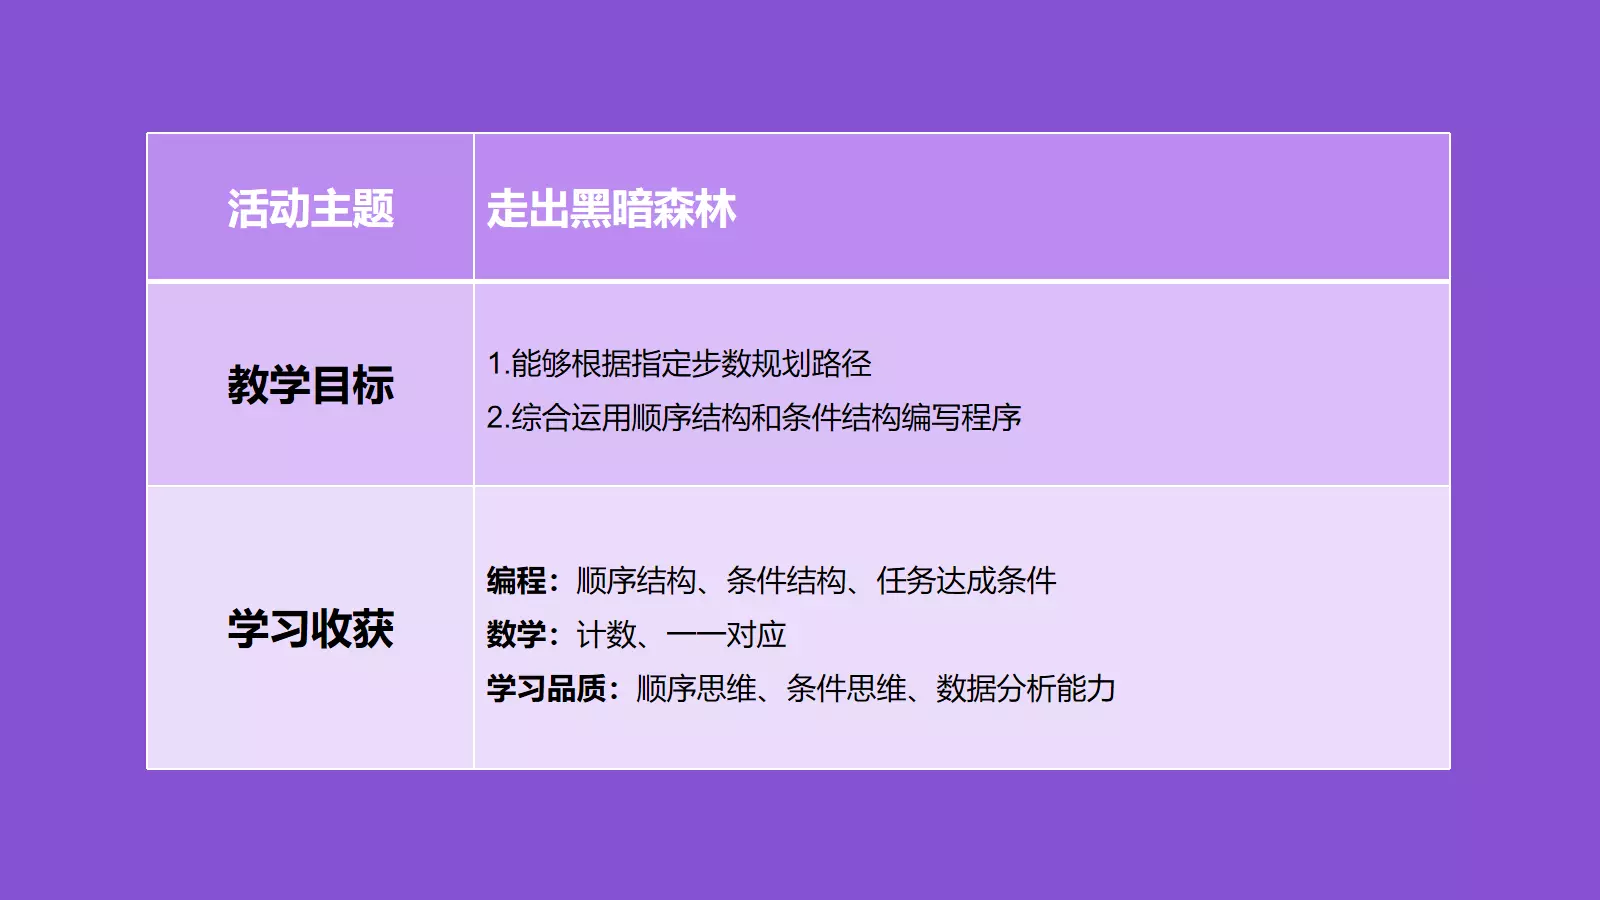 活动主题
走出黑暗森林
教学目标
1.能够根据指定步数规划路径
2.综合运用顺序结构和条件结构编写程序
学习收获
编程：顺序结构、条件结构、任务达成条件
数学：计数、一一对应
学习品质：顺序思维、条件思维、数据分析能力